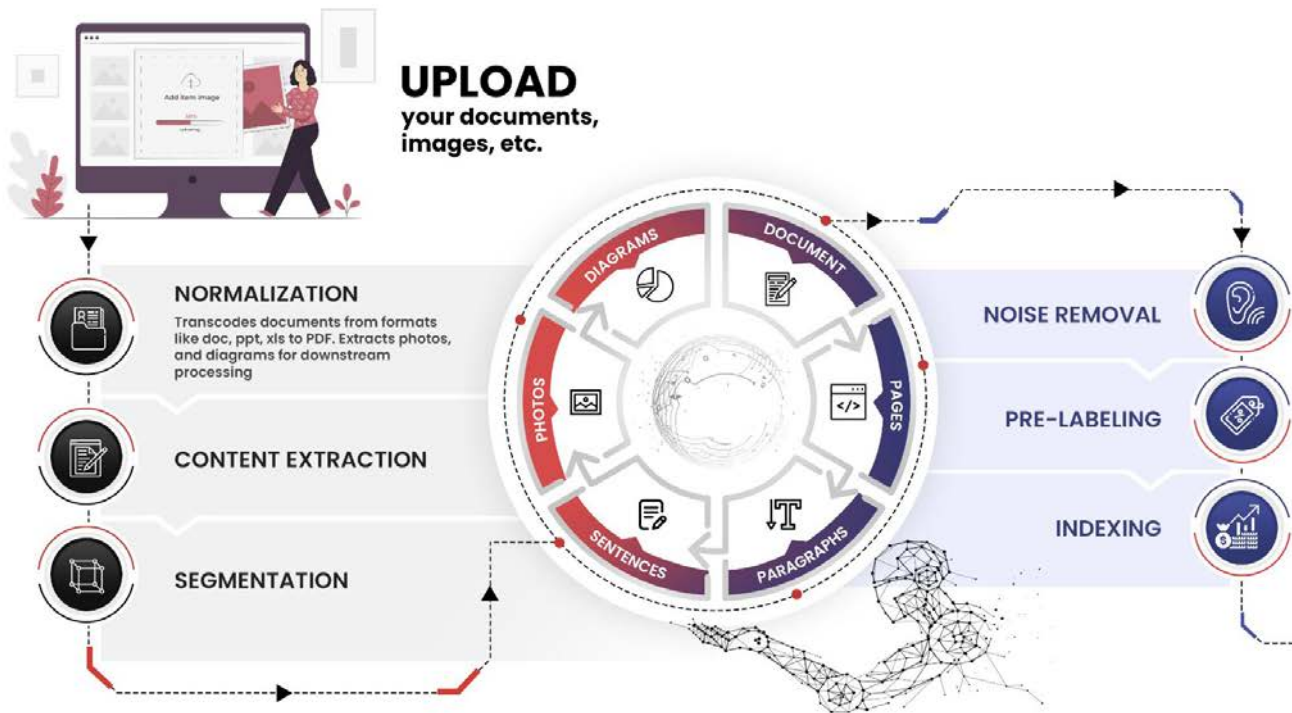 UPLOAD
your documents,
images, etc.
Add item image
NORMALIZATION
Transcodes documents from formats
like doc, ppt, xls to PDF. Extracts photos,
and diagrams for downstream
processing
CONTENT EXTRACTION
SEGMENTATION
DIAGRAMS
DOCUMENT
PHOTOS
</>
PAGES
SENTENCES
T
PARAGRAPHS
NOISE REMOVAL
PRE-LABELING
INDEXING
$